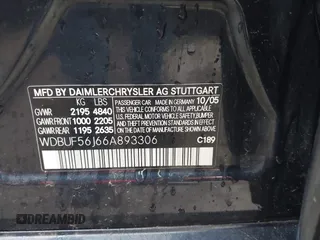 MFD. BY DAIMLERCHRYSLER AG STUTTGART
KG LBS MADE IN GERMANY 10/05
GVWR 2195 4840
GAWR/FRONT 1000 2205
GAWR/REAR 1195 2635
THIS VEHICLE CONFORMS TO ALL
APPLICABLE U.S. FEDERAL MOTOR
VEHICLE SAFETY BUMPER, AND
THEFT PREVENTION STANDARDS
IN EFFECT ON THE DATE OF
MANUFACTURE SHOWN ABOVE
WDBUF56J66A893306
PASSENGER CAR
C189
WDBUF56J66A893306